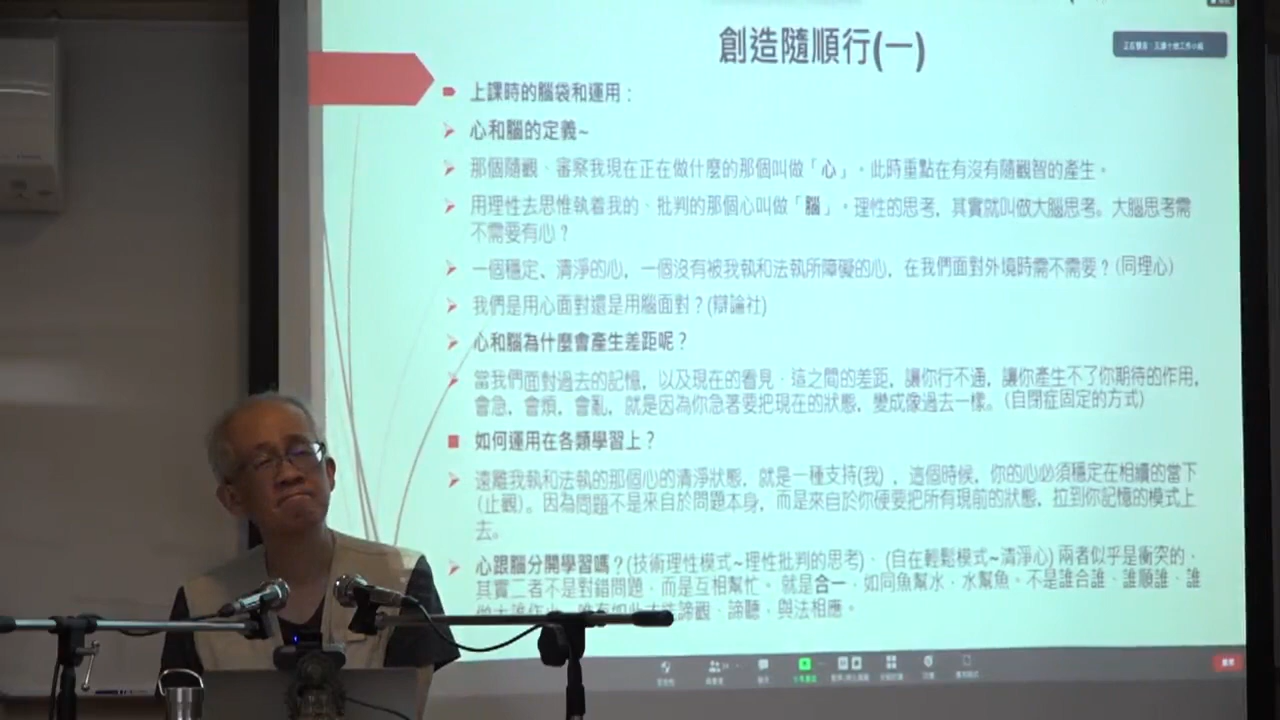 創造隨順行(一)
上課時的腦袋和運用：
心和腦的定義~
那個隨觀、審察我現在正在做什麼的那個叫做「心」。此時重點在有沒有隨觀智的產生。
用理性去思惟執着我的、批判的那個心叫做「腦」。理性的思考，其實就叫做大腦思考。大腦思考需
不需要有心？
一個穩定、清淨的心，一個沒有被我執和法執所障礙的心，在我們面對外境時需不需要？(同理心)
我們是用心面對還是用腦面對？(辯論社)
心和腦為什麼會產生差距呢？
當我們面對過去的記憶，以及現在的看見，這之間的差距，讓你行不通，讓你產生不了你期待的作用，
會急，會煩，會亂，就是因為你急著要把現在的狀態，變成像過去一樣。(自閉症固定的方式)
如何運用在各類學習上？
遠離我執和法執的那個心的清淨狀態，就是一種支持(我)，這個時候，你的心必須穩定在相續的當下
(止觀)。因為問題不是來自於問題本身，而是來自於你硬要把所有現前的狀態，拉到你記憶的模式上
去。
心跟腦分開學習嗎？(技術理性模式~理性批判的思考)、(自在輕鬆模式~清淨心) 兩者似乎是衝突的，
其實二者不是對錯問題，而是互相幫忙。就是合一，如同魚幫水，水幫魚。不是誰合誰、誰順誰、誰
諦觀、諦聽，與法相應。